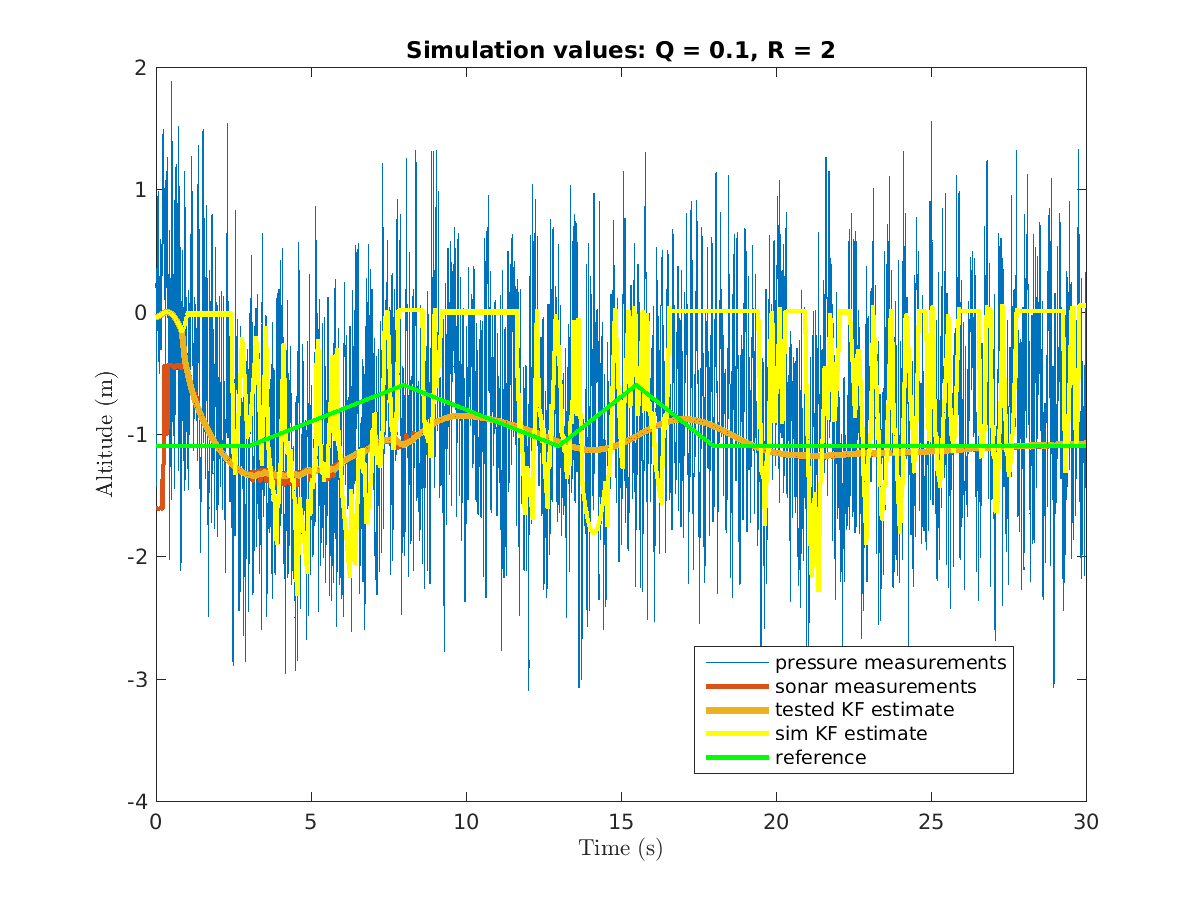 Simulation values: Q = 0.1, R = 2
2
1
0
-1
-2
-3
-4
Altitude (m)
pressure measurements
sonar measurements
tested KF estimate
sim KF estimate
reference
0 5 10 15 20 25 30
Time (s)